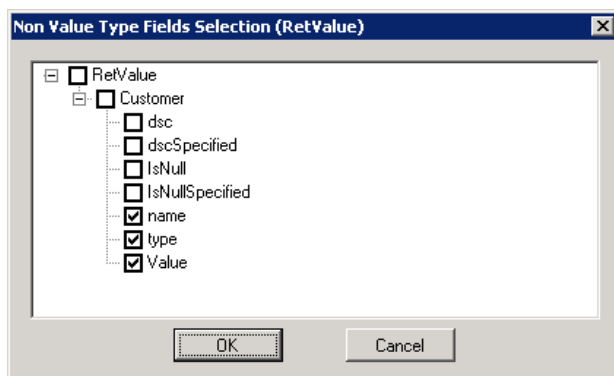 Non Value Type Fields Selection (RetValue)
RetValue
Customer
dsc
dscSpecified
IsNull
IsNullSpecified
name
type
Value
OK Cancel